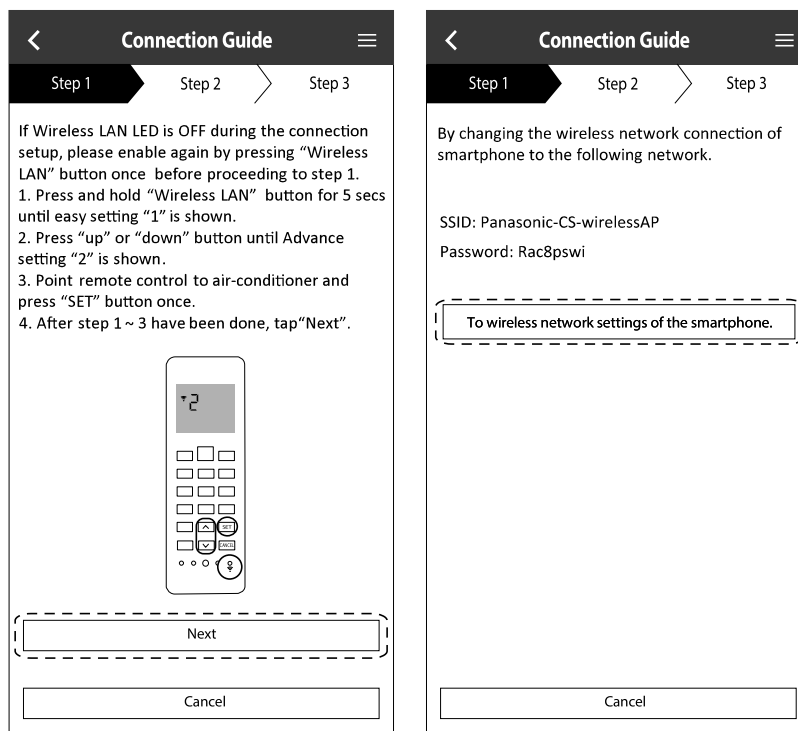 Connection Guide
Step 1
Step 2
Step 3
If Wireless LAN LED is OFF during the connection
setup, please enable again by pressing “Wireless
LAN” button once before proceeding to step 1.
1. Press and hold “Wireless LAN” button for 5 secs
until easy setting “1” is shown.
2. Press “up” or “down” button until Advance
setting “2” is shown.
3. Point remote control to air-conditioner and
press “SET” button once.
4. After step 1 ~ 3 have been done, tap“Next”.
2
SET
CANCEL
Next
Cancel
Connection Guide
Step 1
Step 2
Step 3
By changing the wireless network connection of
smartphone to the following network.
SSID: Panasonic-CS-wirelessAP
Password: Rac8pswi
To wireless network settings of the smartphone.
Cancel